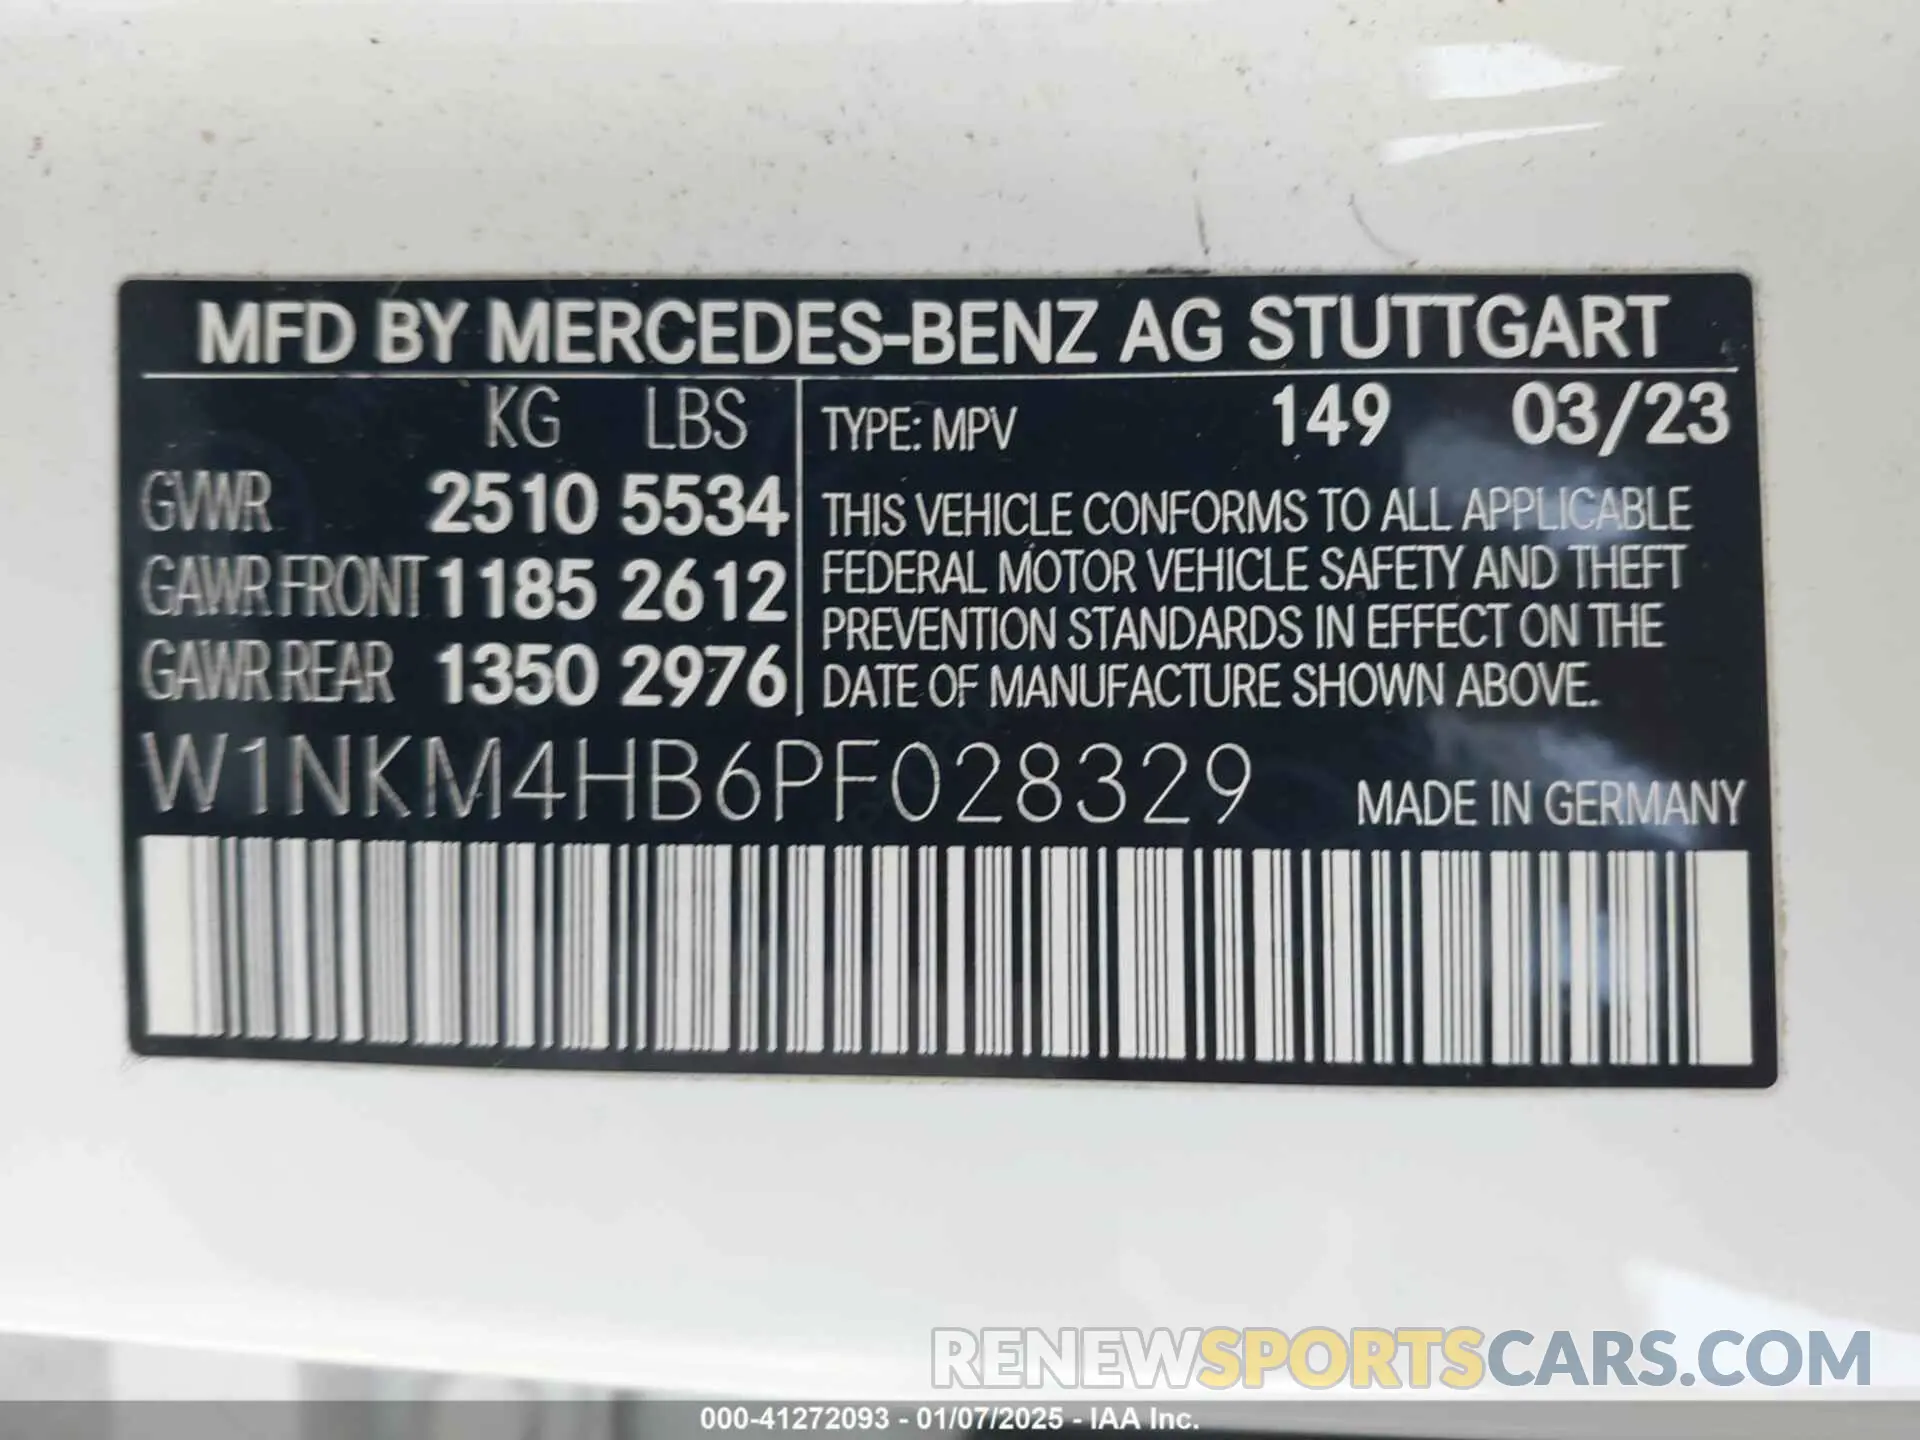 MFD BY MERCEDES-BENZ AG STUTTGART
KG LBS
GVWR 2510 5534
GAWR FRONT 1185 2612
GAWR REAR 1350 2976
TYPE: MPV 149 03/23
THIS VEHICLE CONFORMS TO ALL APPLICABLE
FEDERAL MOTOR VEHICLE SAFETY AND THEFT
PREVENTION STANDARDS IN EFFECT ON THE
DATE OF MANUFACTURE SHOWN ABOVE.
W1NKM4HB6PF028329
MADE IN GERMANY
RENEWSPORTSCARS.COM
000-41272093 - 01/07/2025 - IAA Inc.